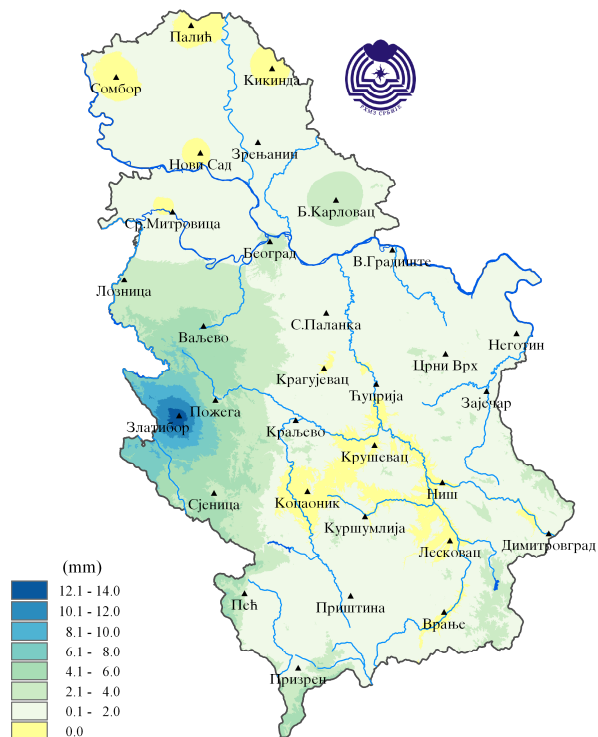 Палић
Кикинда
Сомбор
РХМЗ СРБИЈЕ
Зрењанин
Нови Сад
Б.Карловац
Ср.Митровица
Београд
В.Градиште
Лозница
С.Паланка
Ваљево
Неготин
Црни Врх
Крагујевац
Ћуприја
Зајечар
Пожега
Златибор
Краљево
Крушевац
Ниш
Сјеница
Копаоник
Куршумлија
Димитровград
Лесковац
(mm)
12.1 - 14.0
10.1 - 12.0
8.1 - 10.0
6.1 - 8.0
4.1 - 6.0
2.1 - 4.0
0.1 - 2.0
0.0
Пећ
Приштина
Врање
Призрен